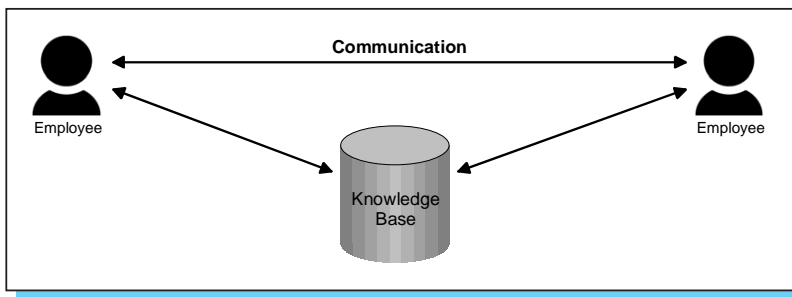 Communication
Employee
Employee
Knowledge
Base